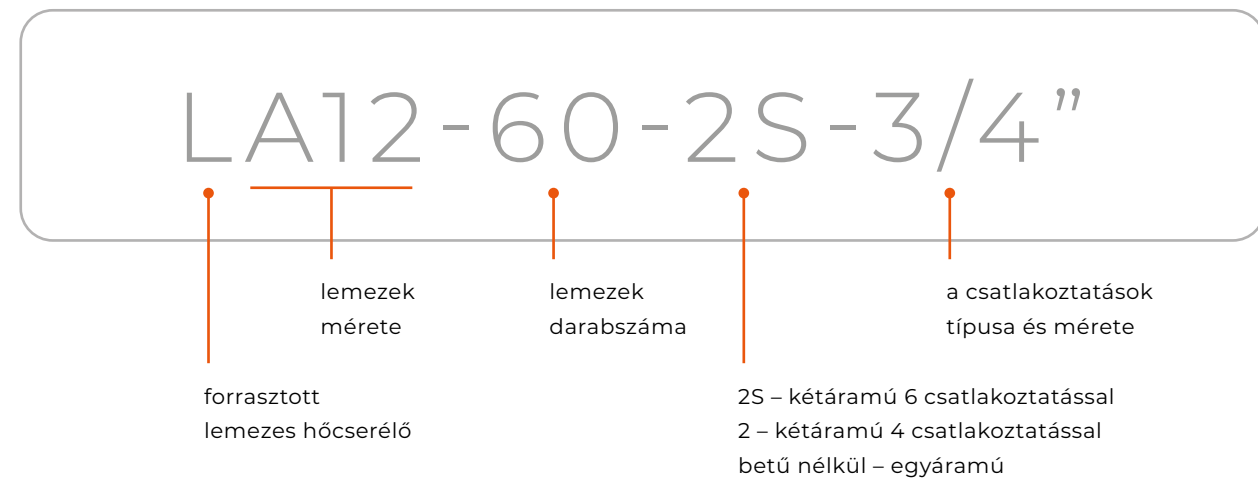 LA12-60-2S-3/4”
lemezek
mérete
lemezek
darabszáma
a csatlakoztatások
típusa és mérete
forrasztott
lemezes hőcserélő
2S – kétáramú 6 csatlakoztatással
2 – kétáramú 4 csatlakoztatással
betű nélkül – egyáramú